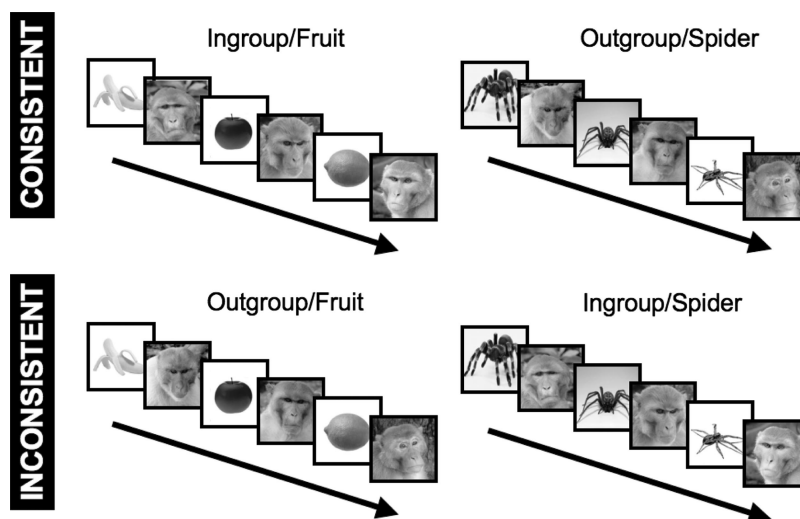 CONSISTENT
Ingroup/Fruit
Outgroup/Spider
INCONSISTENT
Outgroup/Fruit
Ingroup/Spider